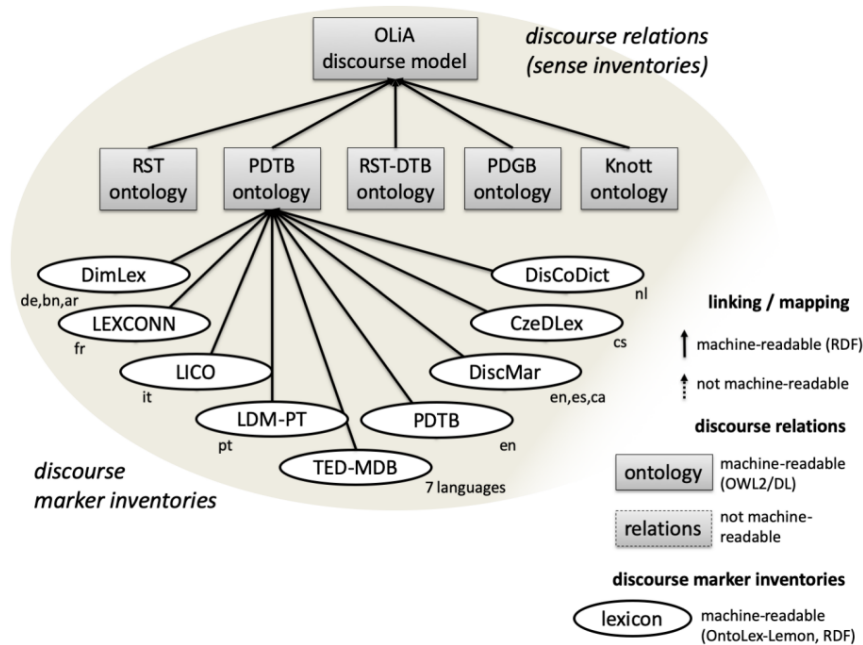 OLiA
discourse model
discourse relations
(sense inventories)
RST
ontology
PDTB
ontology
RST-DTB
ontology
PDGB
ontology
Knott
ontology
DimLex
de,bn,ar
LEXCONN
fr
LICO
it
LDM-PT
pt
TED-MDB
7 languages
PDTB
en
DiscMar
en,es,ca
CzeDLex
cs
DisCoDict
nl
discourse
marker inventories
linking / mapping
machine-readable (RDF)
not machine-readable
discourse relations
ontology
machine-readable
(OWL2/DL)
relations
not machine-
readable
discourse marker inventories
lexicon
machine-readable
(OntoLex-Lemon, RDF)